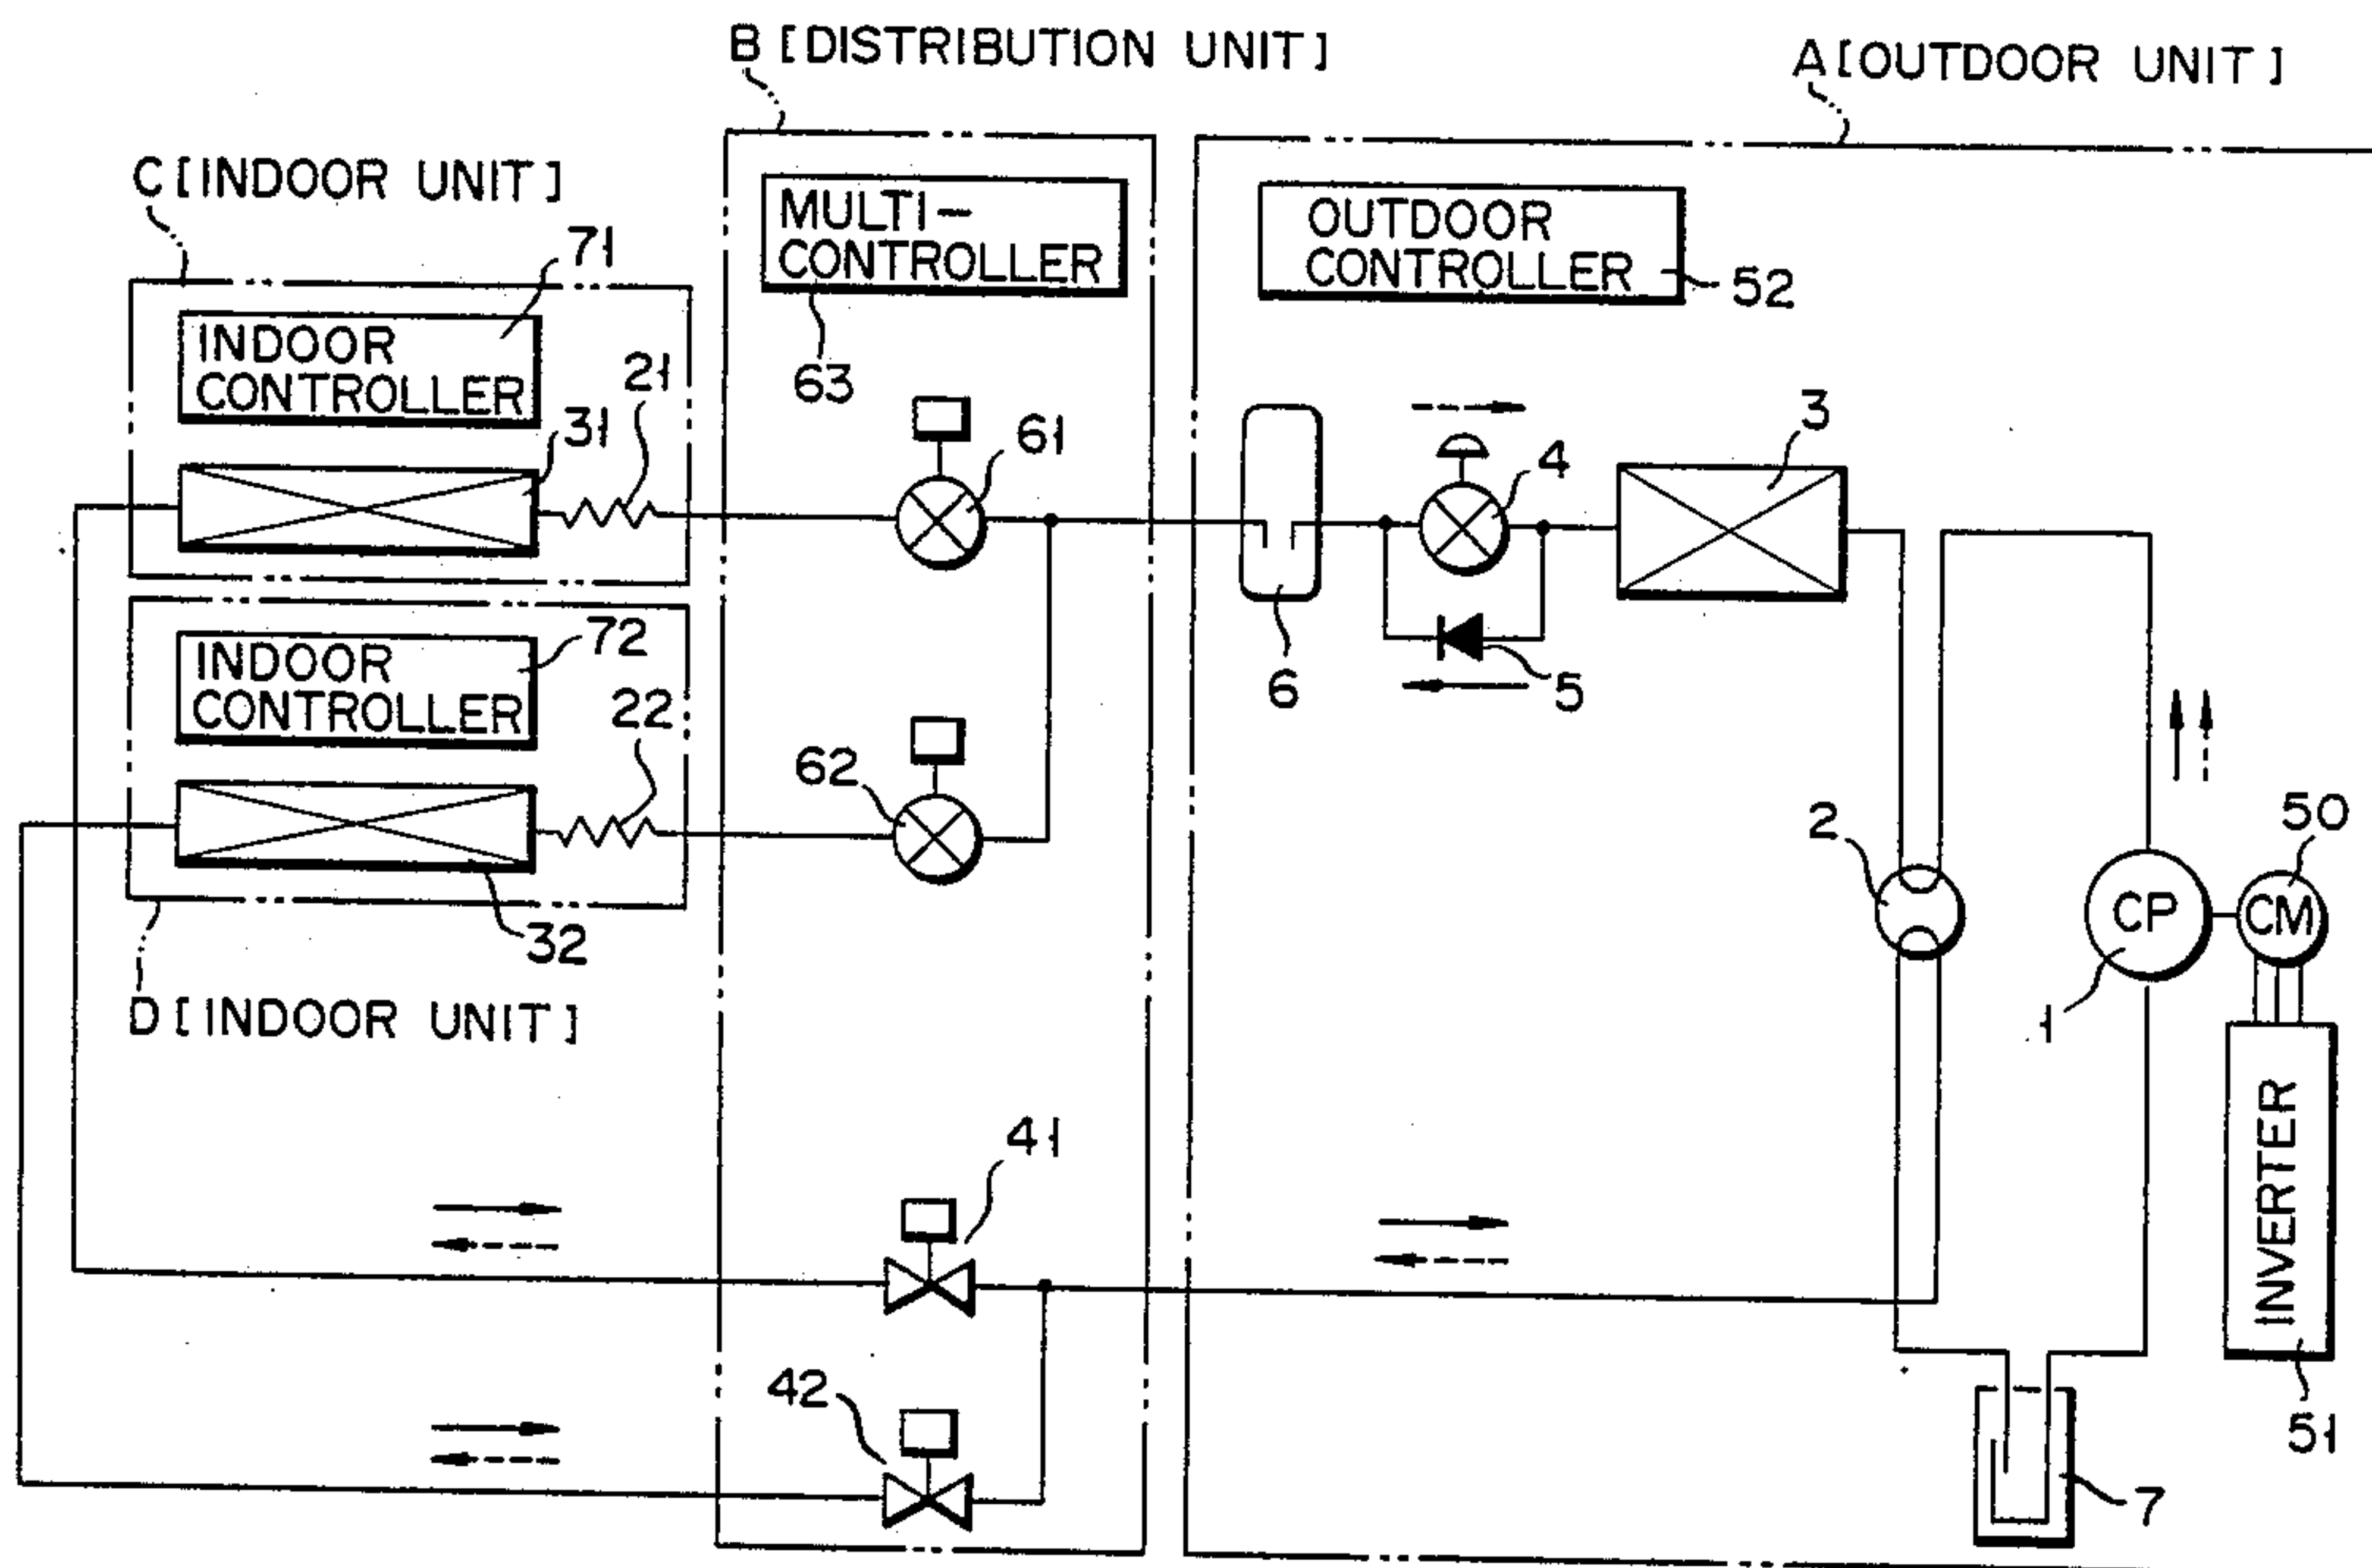 B [DISTRIBUTION UNIT]
A [OUTDOOR UNIT]
C [INDOOR UNIT]
71
INDOOR
CONTROLLER
21
31
MULTI-
CONTROLLER
63
61
OUTDOOR
CONTROLLER
52
3
4
6
5
72
INDOOR
CONTROLLER
22
62
32
D [INDOOR UNIT]
2
50
CP
CM
1
INVERTER
51
41
42
7